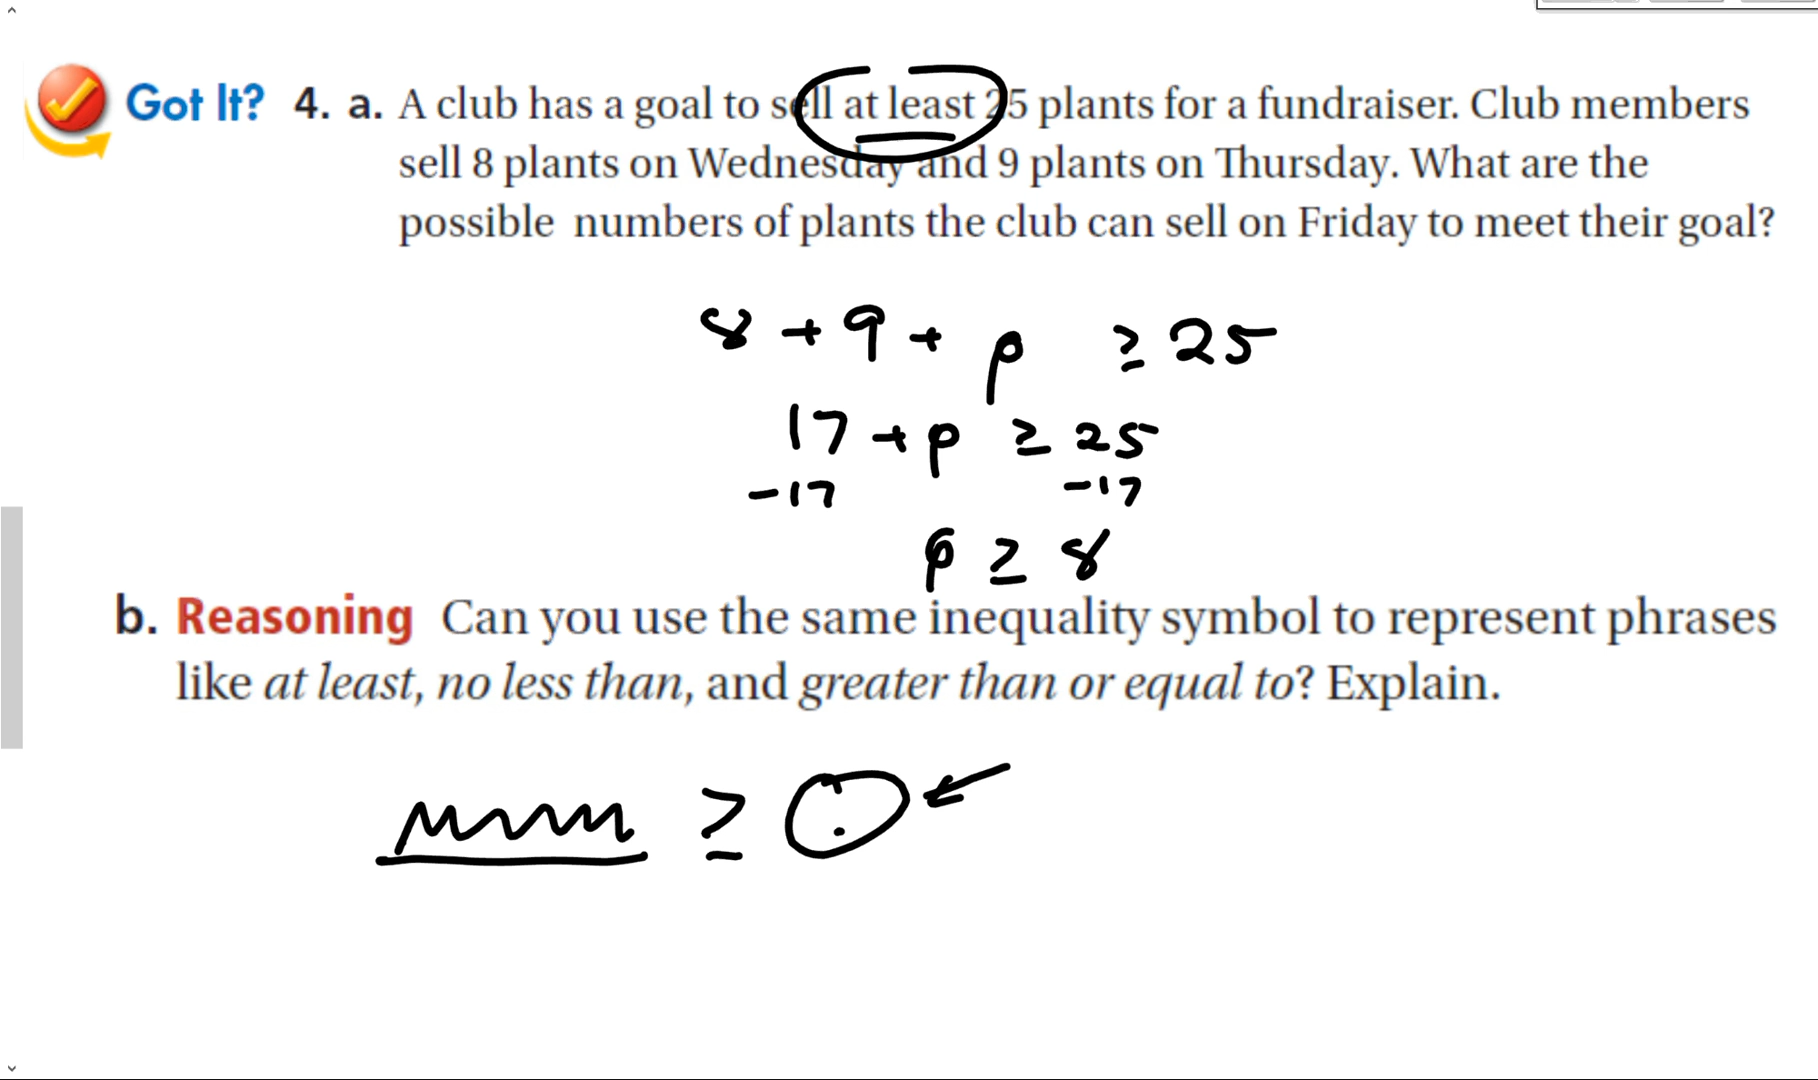 Got It? 4. a. A club has a goal to sell at least 25 plants for a fundraiser. Club members
sell 8 plants on Wednesday and 9 plants on Thursday. What are the
possible numbers of plants the club can sell on Friday to meet their goal?
8 + 9 + p ≥ 25
17 + p ≥ 25
-17 -17
p ≥ 8
b. Reasoning Can you use the same inequality symbol to represent phrases
like at least, no less than, and greater than or equal to? Explain.
≥